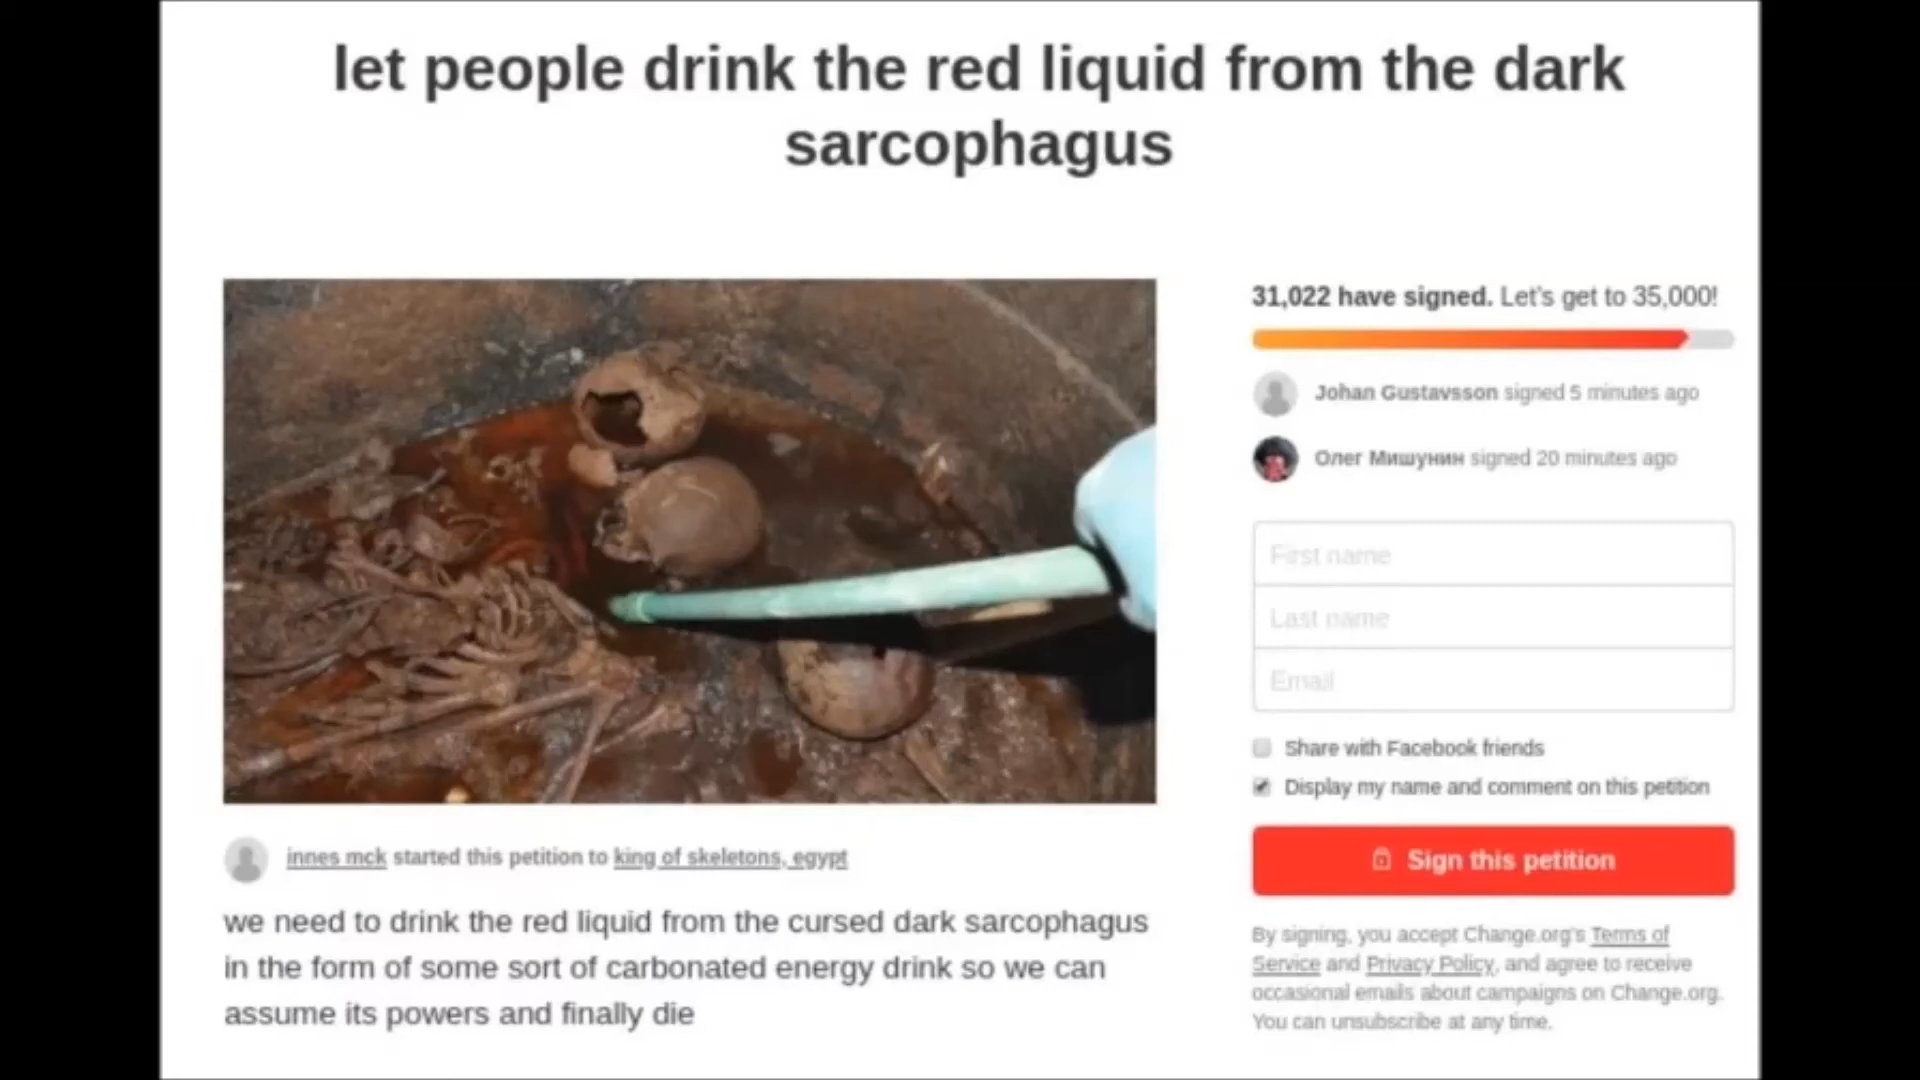 let people drink the red liquid from the dark
sarcophagus
31,022 have signed. Let's get to 35,000!
Johan Gustavsson signed 5 minutes ago
Олег Мишунин signed 20 minutes ago
First name
Last name
Email
Share with Facebook friends
Display my name and comment on this petition
Sign this petition
By signing, you accept Change.org's Terms of
Service and Privacy Policy, and agree to receive
occasional emails about campaigns on Change.org.
You can unsubscribe at any time.
innes mck started this petition to king of skeletons, egypt
we need to drink the red liquid from the cursed dark sarcophagus
in the form of some sort of carbonated energy drink so we can
assume its powers and finally die